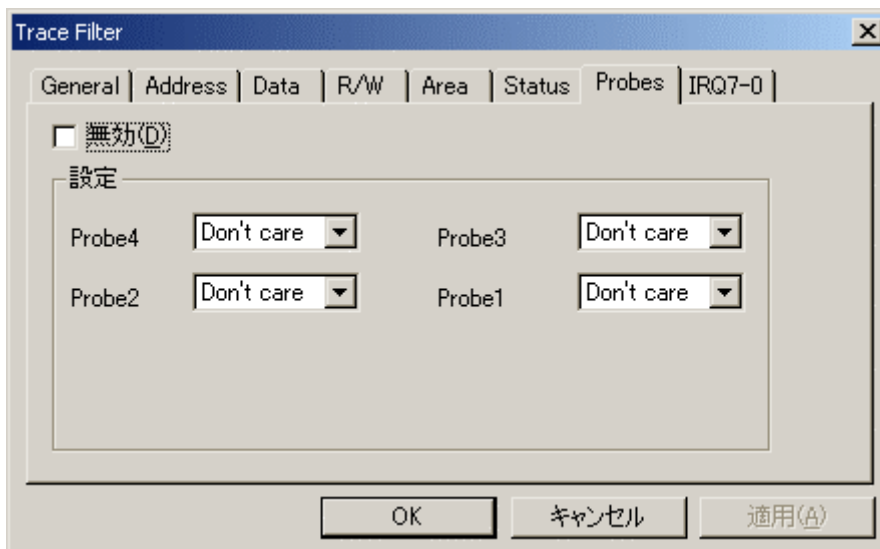 Trace Filter
General Address Data R/W Area Status Probes IRQ7-0
無効(D)
設定
Probe4 Don't care Probe3 Don't care
Probe2 Don't care Probe1 Don't care
OK キャンセル 適用(A)